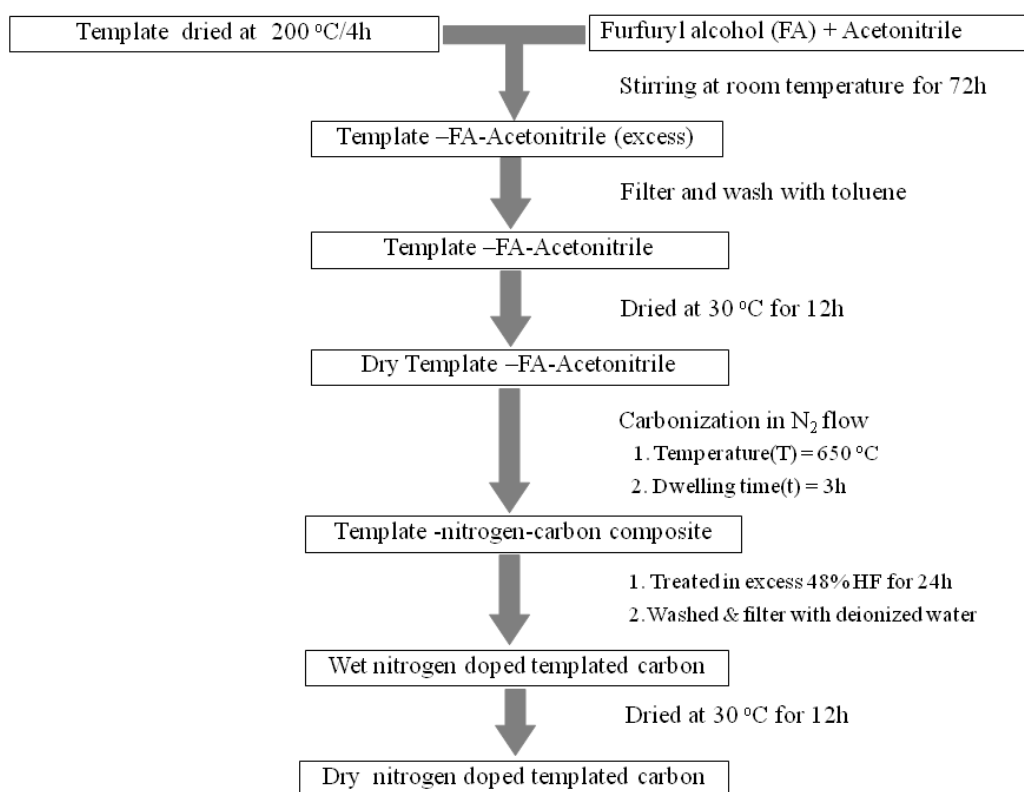 Template dried at 200 °C/4h
Furfuryl alcohol (FA) + Acetonitrile
Stirring at room temperature for 72h
Template –FA-Acetonitrile (excess)
Filter and wash with toluene
Template –FA-Acetonitrile
Dried at 30 °C for 12h
Dry Template –FA-Acetonitrile
Carbonization in N₂ flow
1. Temperature(T) = 650 °C
2. Dwelling time(t) = 3h
Template -nitrogen-carbon composite
1. Treated in excess 48% HF for 24h
2. Washed & filter with deionized water
Wet nitrogen doped templated carbon
Dried at 30 °C for 12h
Dry nitrogen doped templated carbon